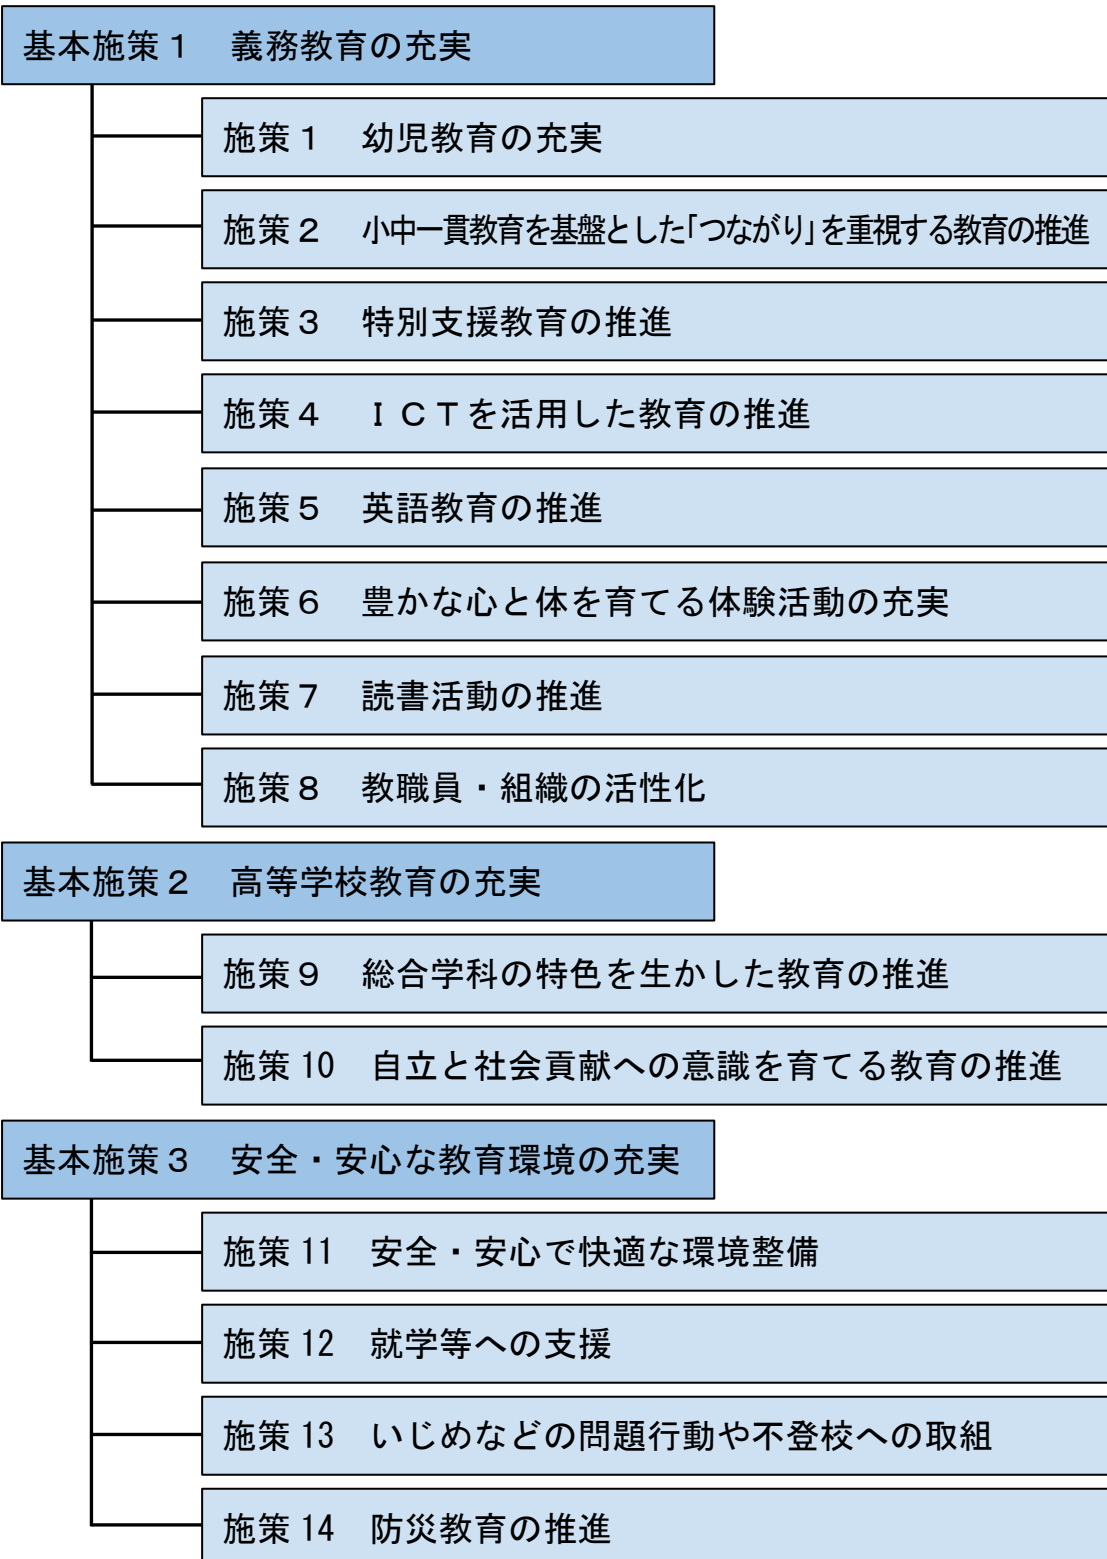 基本施策１　義務教育の充実
施策１　幼児教育の充実
施策２　小中一貫教育を基盤とした「つながり」を重視する教育の推進
施策３　特別支援教育の推進
施策４　ＩＣＴを活用した教育の推進
施策５　英語教育の推進
施策６　豊かな心と体を育てる体験活動の充実
施策７　読書活動の推進
施策８　教職員・組織の活性化
基本施策２　高等学校教育の充実
施策９　総合学科の特色を生かした教育の推進
施策 10　自立と社会貢献への意識を育てる教育の推進
基本施策３　安全・安心な教育環境の充実
施策 11　安全・安心で快適な環境整備
施策 12　就学等への支援
施策 13　いじめなどの問題行動や不登校への取組
施策 14　防災教育の推進